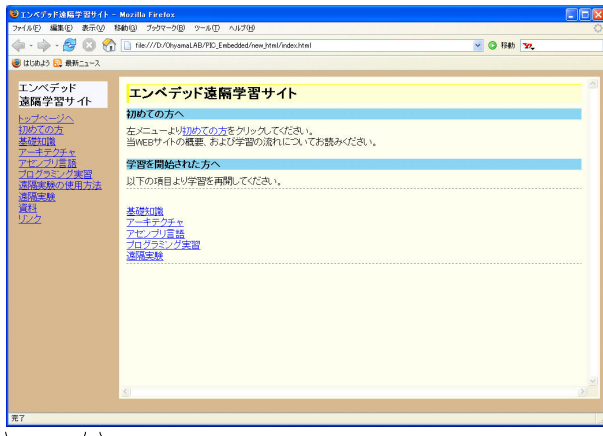 エンベデッド遠隔学習サイト - Mozilla Firefox
ファイル(F) 編集(E) 表示(V) 移動(G) ブックマーク(B) ツール(T) ヘルプ(H)
file:///D:/OhyamaLAB/PID_Embedded/new_html/index.html 移動
はじめよう 最新ニュース
エンベデッド
遠隔学習サイト
トップページへ
初めての方
基礎知識
アーキテクチャ
アセンブリ言語
プログラミング実習
遠隔実験の使用方法
遠隔実験
資料
リンク
エンベデッド遠隔学習サイト
初めての方へ
左メニューより初めての方をクリックしてください。
当WEBサイトの概要、および学習の流れについてお読みください。
学習を開始された方へ
以下の項目より学習を再開してください。
基礎知識
アーキテクチャ
アセンブリ言語
プログラミング実習
遠隔実験
完了